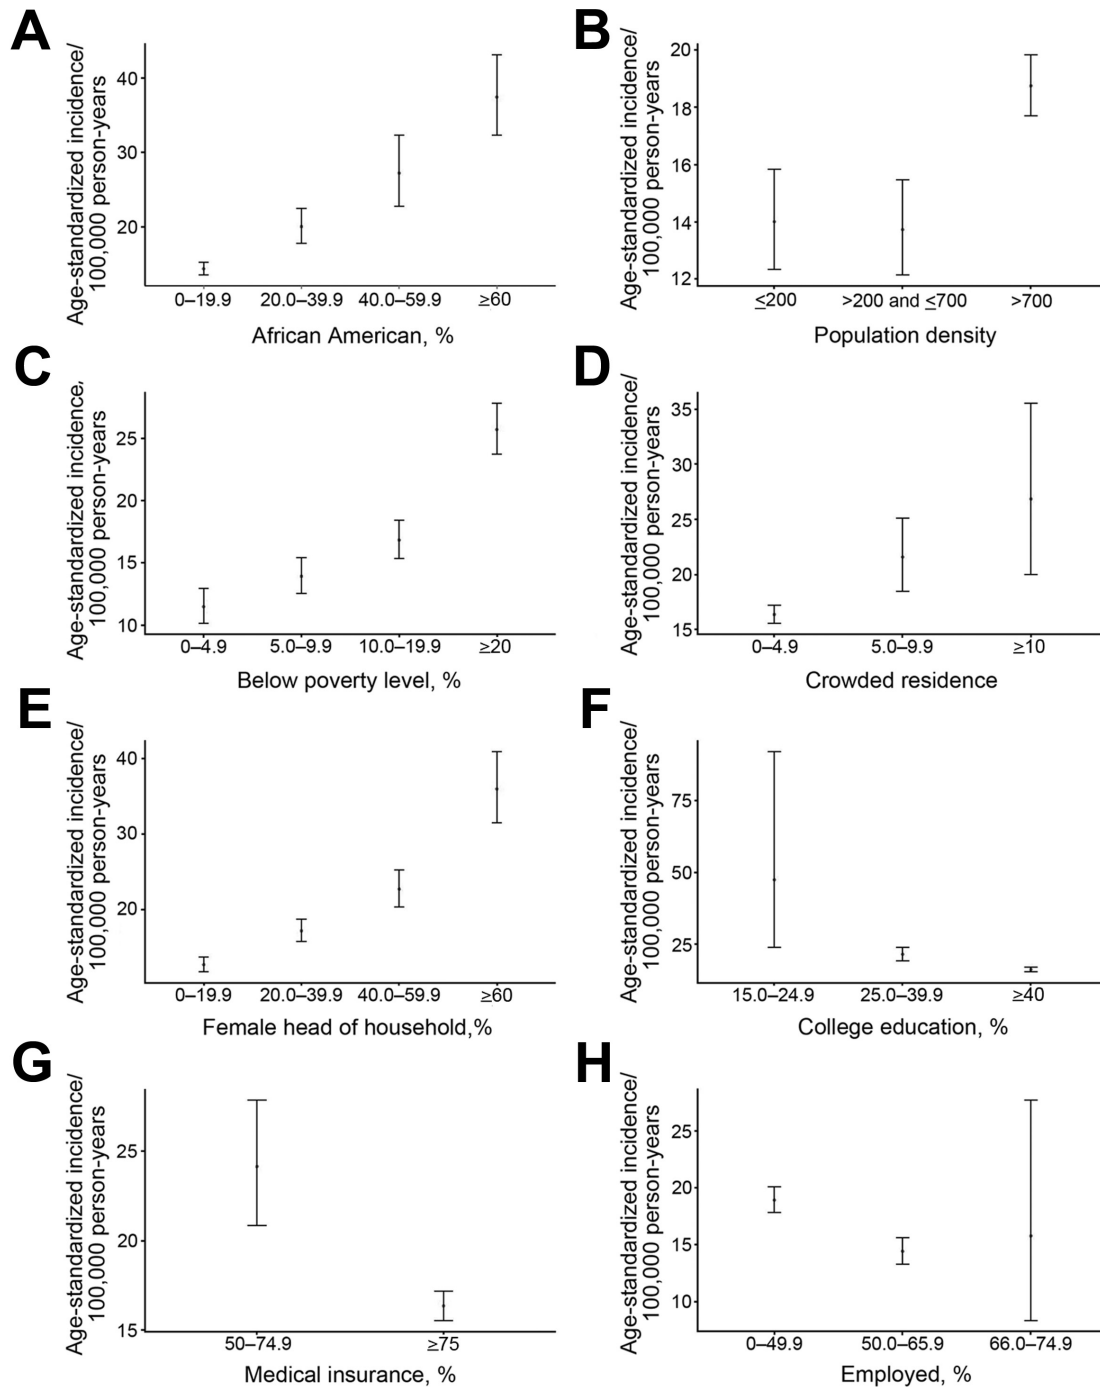 A
Age-standardized incidence/
100,000 person-years
40
30
20
0–19.9 20.0–39.9 40.0–59.9 ≥60
African American, %
B
Age-standardized incidence/
100,000 person-years
20
18
16
14
12
≤200 >200 and ≤700 >700
Population density
C
Age-standardized incidence,
100,000 person-years
25
20
15
10
0–4.9 5.0–9.9 10.0–19.9 ≥20
Below poverty level, %
D
Age-standardized incidence/
100,000 person-years
35
30
25
20
15
0–4.9 5.0–9.9 ≥10
Crowded residence
E
Age-standardized incidence/
100,000 person-years
40
30
20
0–19.9 20.0–39.9 40.0–59.9 ≥60
Female head of household,%
F
Age-standardized incidence/
100,000 person-years
75
50
25
15.0–24.9 25.0–39.9 ≥40
College education, %
G
Age-standardized incidence/
100,000 person-years
25
20
15
50–74.9 ≥75
Medical insurance, %
H
Age-standardized incidence/
100,000 person-years
25
20
15
10
0–49.9 50.0–65.9 66.0–74.9
Employed, %